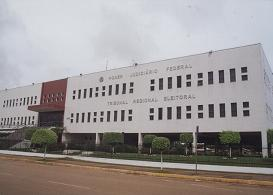 PODER JUDICIÁRIO FEDERAL
TRIBUNAL REGIONAL ELEITORAL